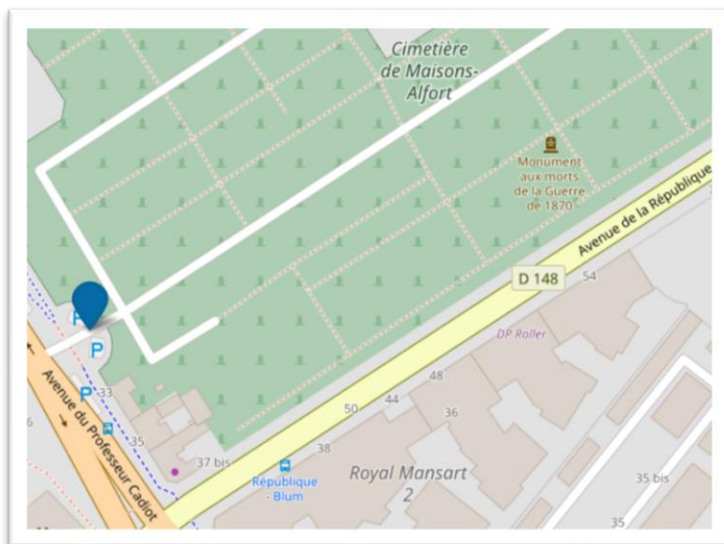 Cimetière
de Maisons-
Alfort
Monument
aux morts
de la Guerre
de 1870
Avenue de la République
D 148
54
DP Roller
P
P
P
33
48
44
50
36
Avenue du Professeur Cadiot
35
38
37 bis
République
- Blum
Royal Mansart
2
35 bis
35